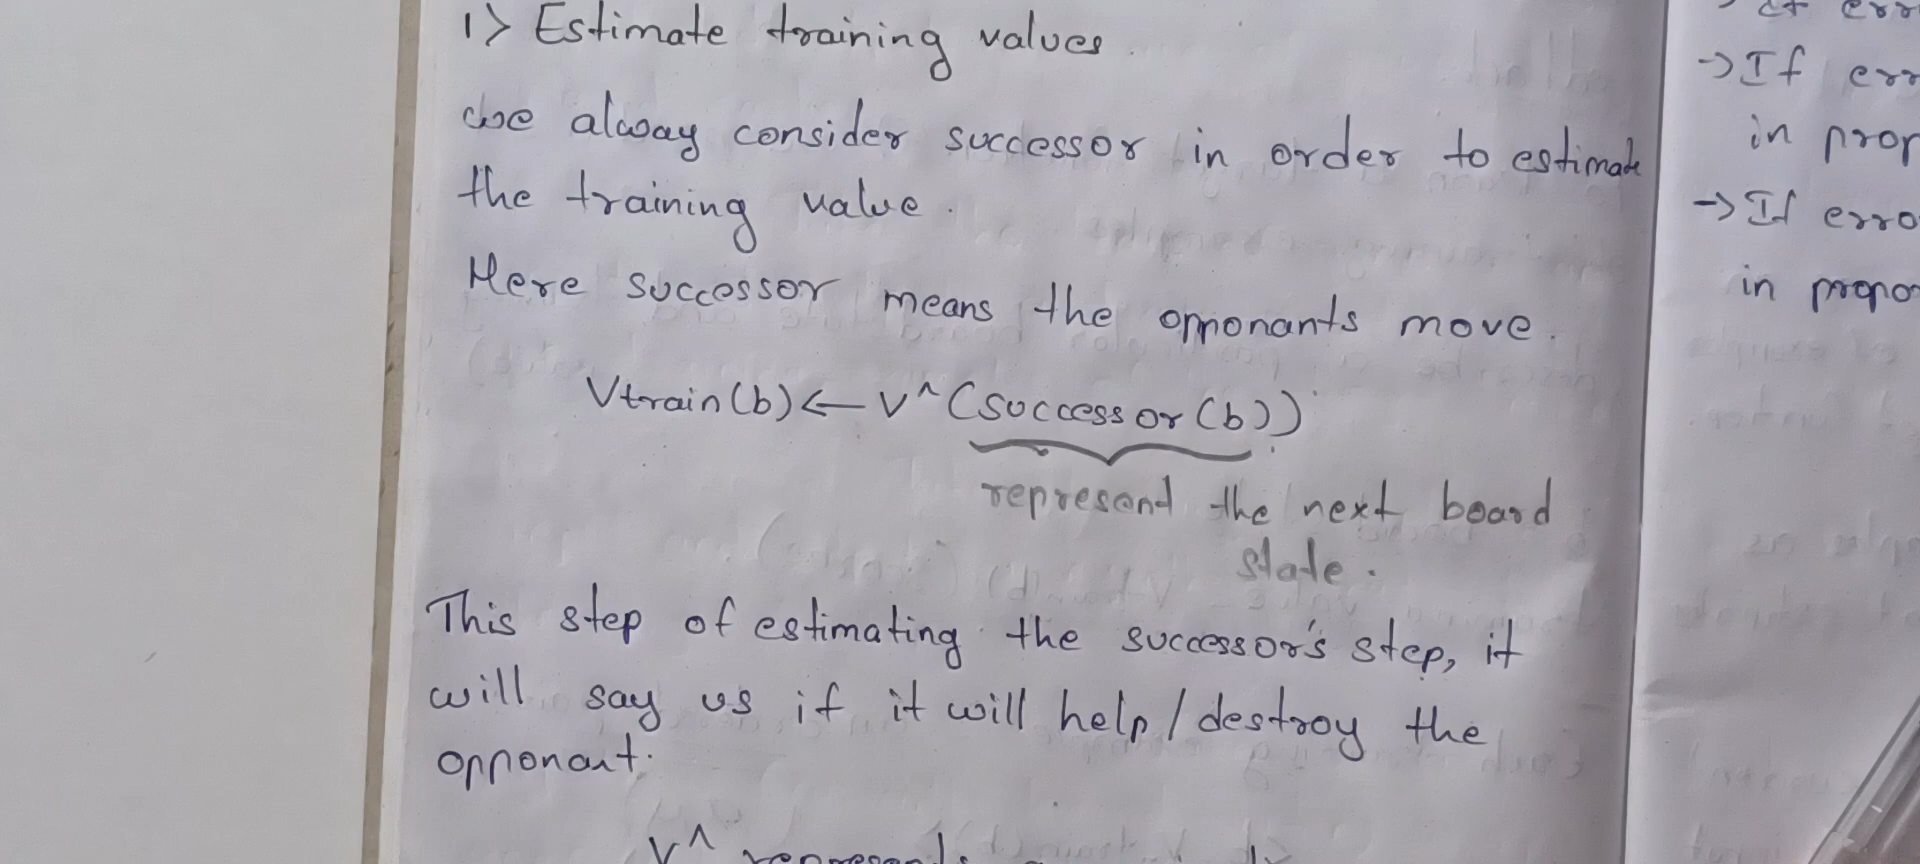 1> Estimate training values.
we alway consider successor in order to estimate
the training value.
Here successor means the opponants move.
Vtrain(b) ← V^(successor(b))
represent the next board
state.
This step of estimating the successor's step, it
will say us if it will help/destroy the
opponant.
V^
→ If
in
→ If
in